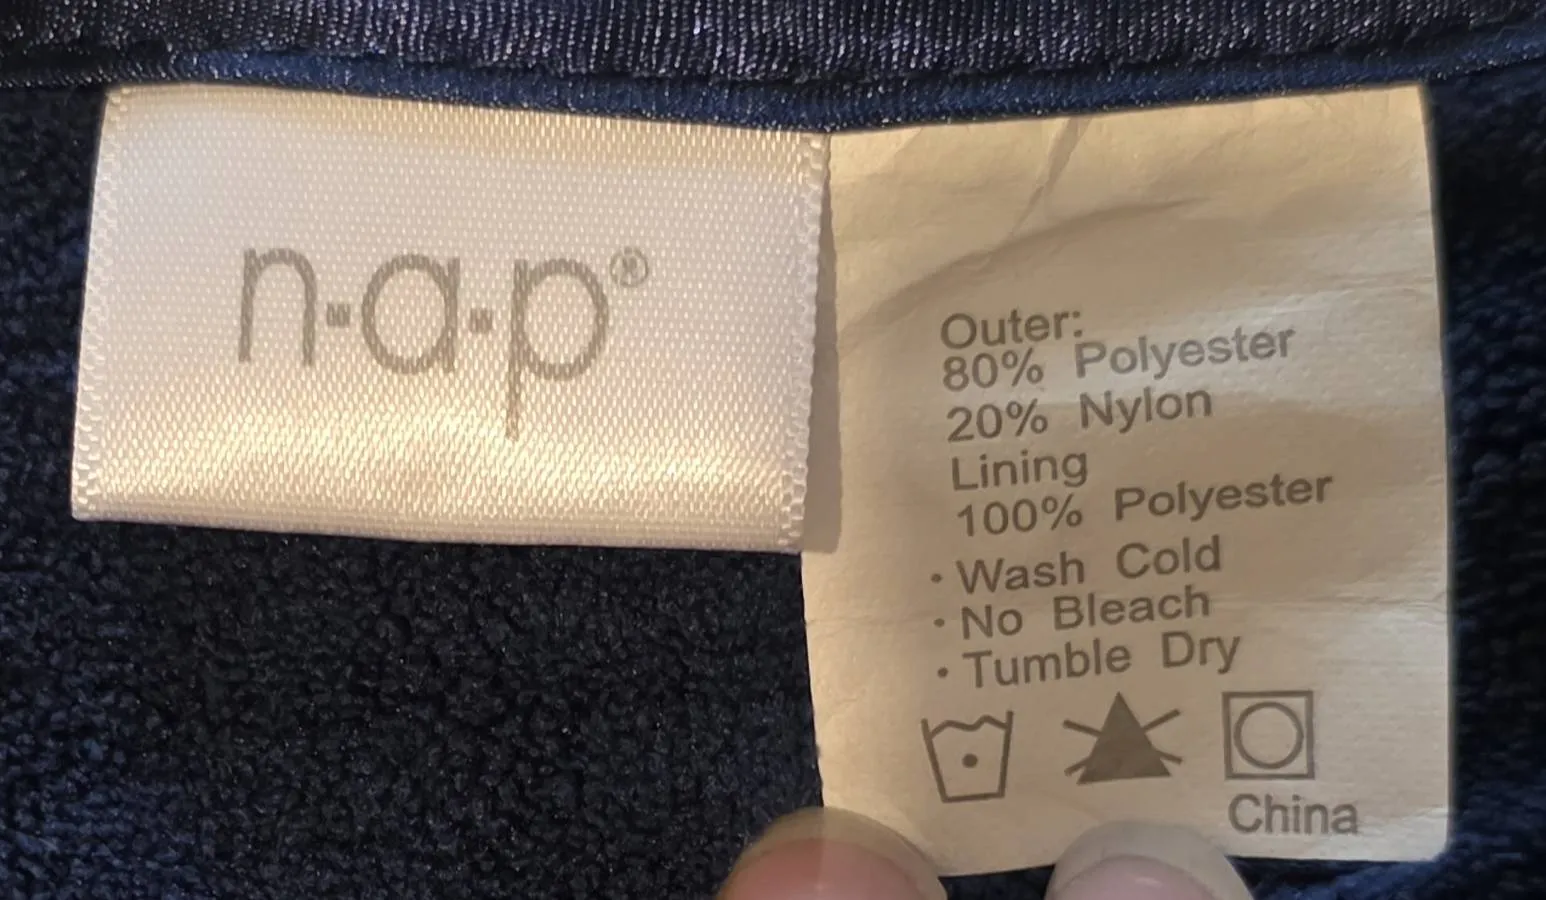 n·a·p®
Outer:
80% Polyester
20% Nylon
Lining
100% Polyester
· Wash Cold
· No Bleach
· Tumble Dry
China